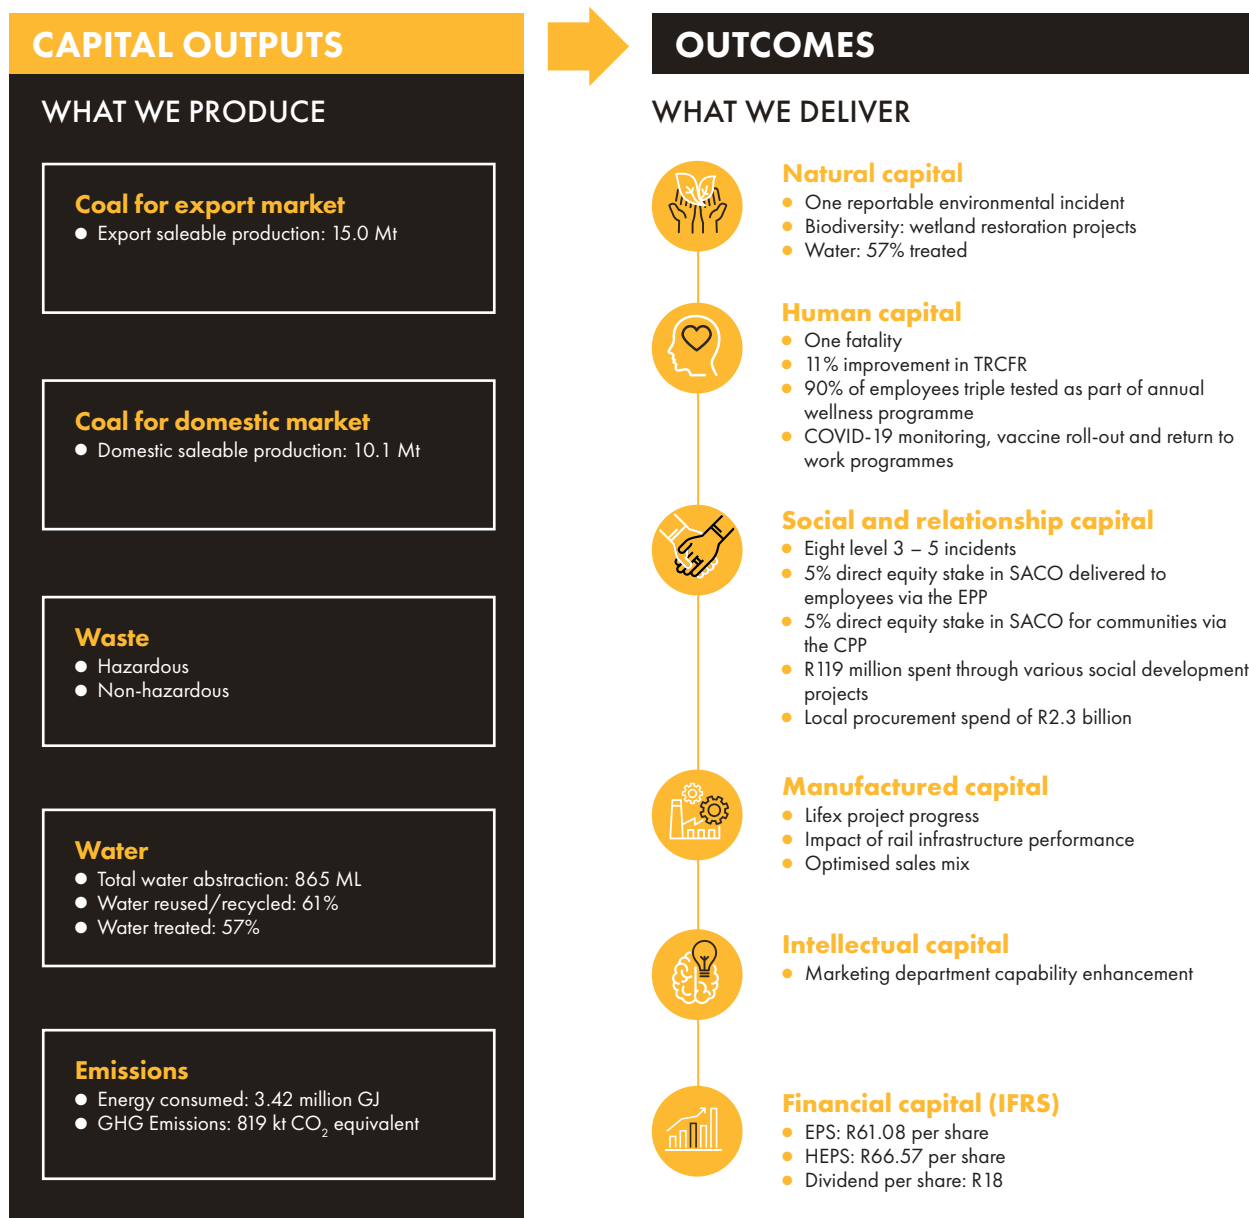 CAPITAL OUTPUTS
WHAT WE PRODUCE
Coal for export market
● Export saleable production: 15.0 Mt
Coal for domestic market
● Domestic saleable production: 10.1 Mt
Waste
● Hazardous
● Non-hazardous
Water
● Total water abstraction: 865 ML
● Water reused/recycled: 61%
● Water treated: 57%
Emissions
● Energy consumed: 3.42 million GJ
● GHG Emissions: 819 kt CO₂ equivalent
OUTCOMES
WHAT WE DELIVER
Natural capital
● One reportable environmental incident
● Biodiversity: wetland restoration projects
● Water: 57% treated
Human capital
● One fatality
● 11% improvement in TRCFR
● 90% of employees triple tested as part of annual
wellness programme
● COVID-19 monitoring, vaccine roll-out and return to
work programmes
Social and relationship capital
● Eight level 3 – 5 incidents
● 5% direct equity stake in SACO delivered to
employees via the EPP
● 5% direct equity stake in SACO for communities via
the CPP
● R119 million spent through various social development
projects
● Local procurement spend of R2.3 billion
Manufactured capital
● Lifex project progress
● Impact of rail infrastructure performance
● Optimised sales mix
Intellectual capital
● Marketing department capability enhancement
Financial capital (IFRS)
● EPS: R61.08 per share
● HEPS: R66.57 per share
● Dividend per share: R18